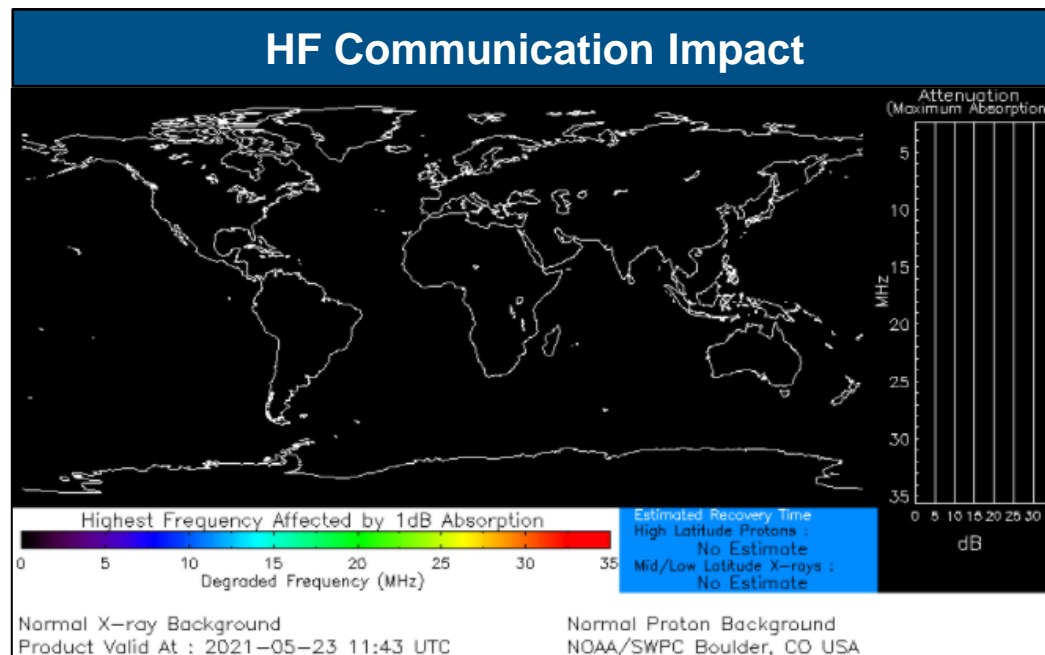 HF Communication Impact
Attenuation
(Maximum Absorption
5
10
15
20
25
30
35
MHz
0 5 10 15 20 25 30
dB
Highest Frequency Affected by 1dB Absorption
0 5 10 15 20 25 30 35
Degraded Frequency (MHz)
Estimated Recovery Time
High Latitude Protons :
No Estimate
Mid/Low Latitude X-rays :
No Estimate
Normal X-ray Background
Product Valid At : 2021-05-23 11:43 UTC
Normal Proton Background
NOAA/SWPC Boulder, CO USA